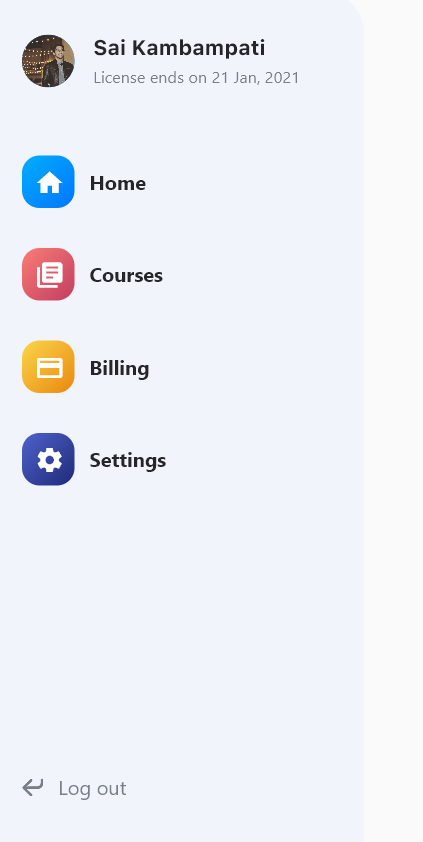 Sai Kambampati
License ends on 21 Jan, 2021
Home
Courses
Billing
Settings
Log out